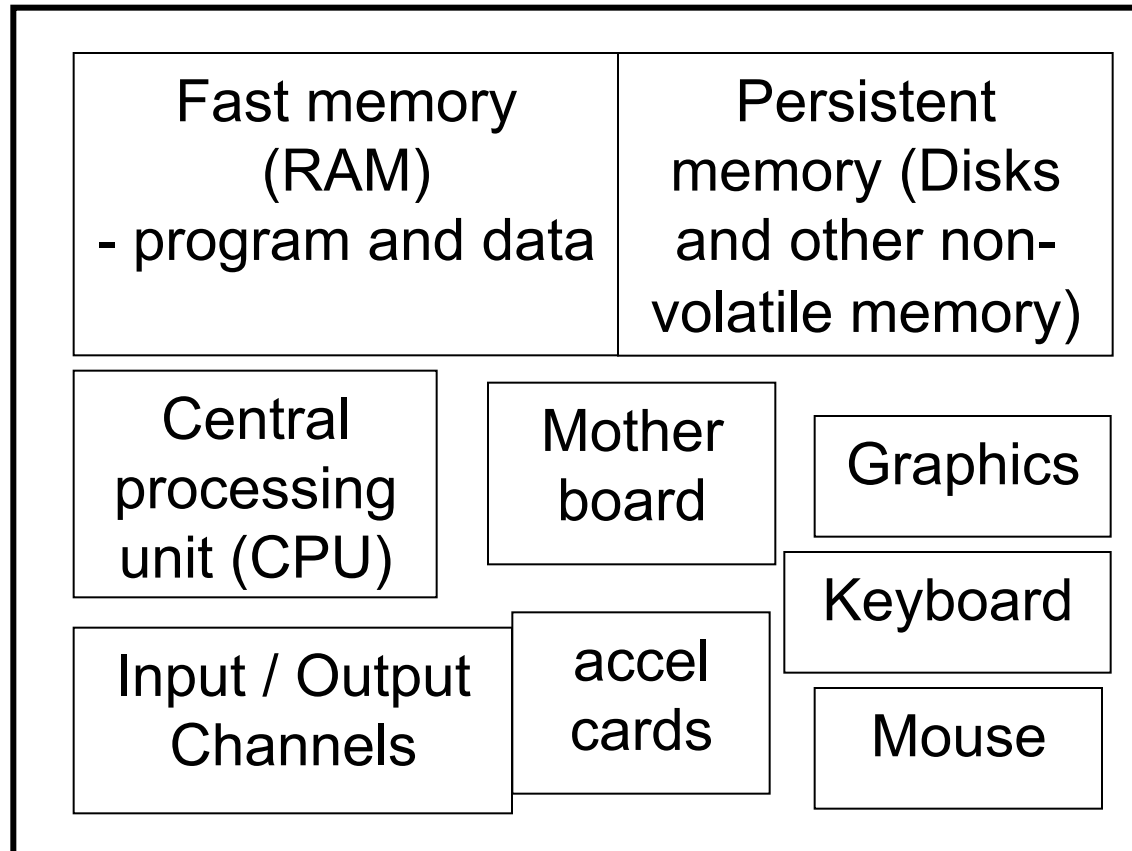 Fast memory
(RAM)
- program and data
Persistent
memory (Disks
and other non-
volatile memory)
Central
processing
unit (CPU)
Mother
board
Graphics
Keyboard
Input / Output
Channels
accel
cards
Mouse